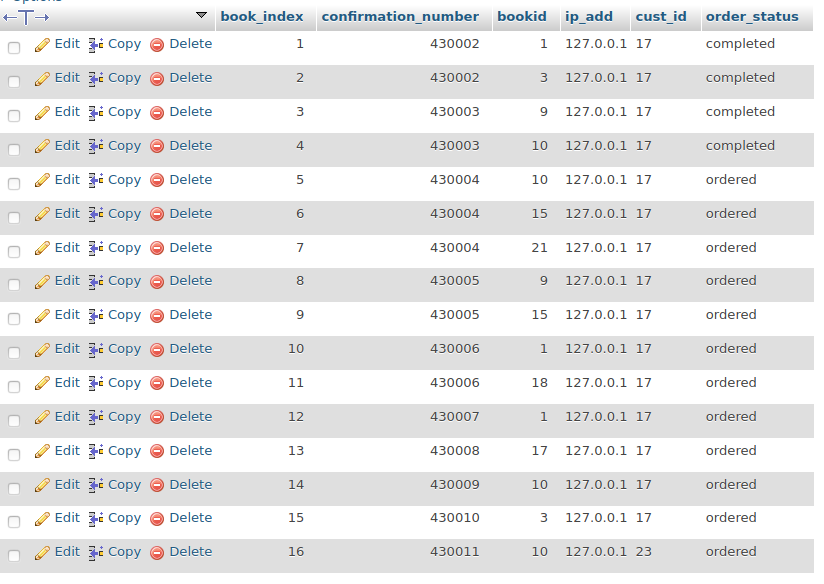 book_index confirmation_number bookid ip_add cust_id order_status
Edit Copy Delete 1 430002 1 127.0.0.1 17 completed
Edit Copy Delete 2 430002 3 127.0.0.1 17 completed
Edit Copy Delete 3 430003 9 127.0.0.1 17 completed
Edit Copy Delete 4 430003 10 127.0.0.1 17 completed
Edit Copy Delete 5 430004 10 127.0.0.1 17 ordered
Edit Copy Delete 6 430004 15 127.0.0.1 17 ordered
Edit Copy Delete 7 430004 21 127.0.0.1 17 ordered
Edit Copy Delete 8 430005 9 127.0.0.1 17 ordered
Edit Copy Delete 9 430005 15 127.0.0.1 17 ordered
Edit Copy Delete 10 430006 1 127.0.0.1 17 ordered
Edit Copy Delete 11 430006 18 127.0.0.1 17 ordered
Edit Copy Delete 12 430007 1 127.0.0.1 17 ordered
Edit Copy Delete 13 430008 17 127.0.0.1 17 ordered
Edit Copy Delete 14 430009 10 127.0.0.1 17 ordered
Edit Copy Delete 15 430010 3 127.0.0.1 17 ordered
Edit Copy Delete 16 430011 10 127.0.0.1 23 ordered